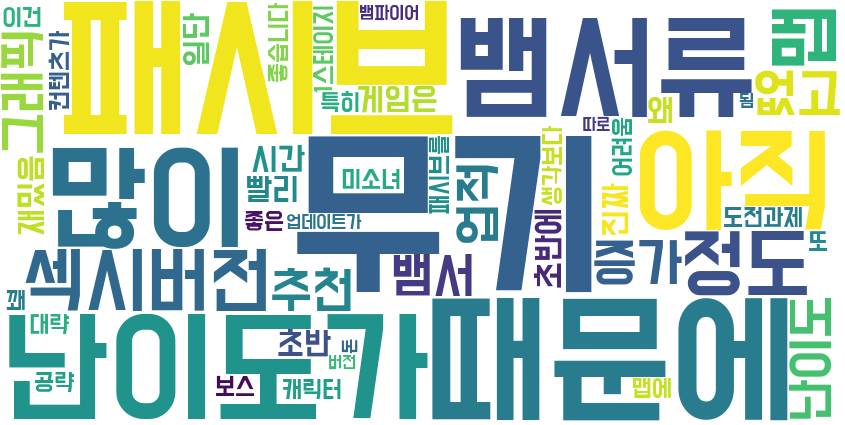 이건
패시브
뱀파이어
그래픽
컨텐츠가
일단
좋습니다
1스테이지
뱀서류
맵
특히
게임은
없고
왜
됨
따로
많이
재밌음
시간
빨리
무기
미소녀
패시브를
업적
생각보다
어려움
아직
진짜
좋은
업데이트가
초반에
도전과제
또
섹시버전
꽤
추천
뱀서
증가
정도
난이도가
때문에
난이도
대략
공략
초반
버전
돈
보스
캐릭터
맵에